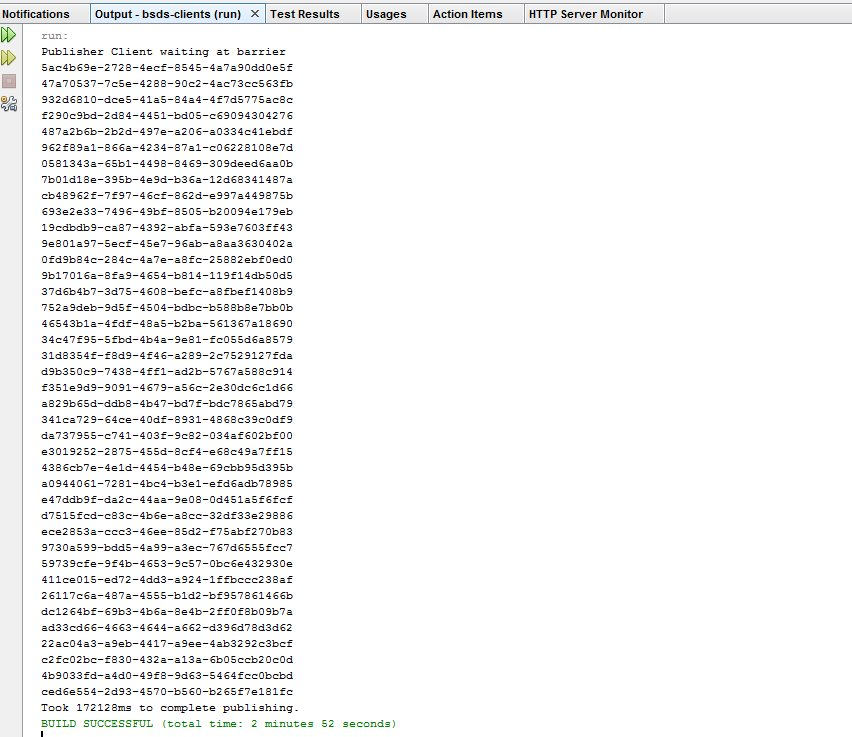 Notifications Output - bsds-clients (run) Test Results Usages Action Items HTTP Server Monitor
run:
Publisher Client waiting at barrier
5ac4b69e-2728-4ecf-8545-4a7a90dd0e5f
47a70537-7c5e-4288-90c2-4ac73cc563fb
932d6810-dce5-41a5-84a4-4f7d5775ac8c
f290c9bd-2d84-4451-bd05-c69094304276
487a2b6b-2b2d-497e-a206-a0334c41ebdf
962f89a1-866a-4234-87a1-c06228108e7d
0581343a-65b1-4498-8469-309deed6aa0b
7b01d18e-395b-4e9d-b36a-12d68341487a
cb48962f-7f97-46cf-862d-e997a449875b
693e2e33-7496-49bf-8505-b20094e179eb
19cdbdb9-ca87-4392-abfa-593e7603ff43
9e801a97-5ecf-45e7-96ab-a8aa3630402a
0fd9b84c-284c-4a7e-a8fc-25882ebf0ed0
9b17016a-8fa9-4654-b814-119f14db50d5
37d6b4b7-3d75-4608-befc-a8fbef1408b9
752a9deb-9d5f-4504-bdbc-b588b8e7bb0b
46543b1a-4fdf-48a5-b2ba-561367a18690
34c47f95-5fbd-4b4a-9e81-fc055d6a8579
31d8354f-f8d9-4f46-a289-2c7529127fda
d9b350c9-7438-4ff1-ad2b-5767a588c914
f351e9d9-9091-4679-a56c-2e30dc6c1d66
a829b65d-ddb8-4b47-bd7f-bdc7865abd79
341ca729-64ce-40df-8931-4868c39c0df9
da737955-c741-403f-9c82-034af602bf00
e3019252-2875-455d-8cf4-e68c49a7ff15
4386cb7e-4e1d-4454-b48e-69cbb95d395b
a0944061-7281-4bc4-b3e1-efd6adb78985
e47ddb9f-da2c-44aa-9e08-0d451a5f6fcf
d7515fcd-c83c-4b6e-a8cc-32df33e29886
ece2853a-ccc3-46ee-85d2-f75abf270b83
9730a599-bdd5-4a99-a3ec-767d6555fcc7
59739cfe-9f4b-4653-9c57-0bc6e432930e
411ce015-ed72-4dd3-a924-1ffbccc238af
26117c6a-487a-4555-b1d2-bf957861466b
dc1264bf-69b3-4b6a-8e4b-2ff0f8b09b7a
ad33cd66-4663-4644-a662-d396d78d3d62
22ac04a3-a9eb-4417-a9ee-4ab3292c3bcf
c2fc02bc-f830-432a-a13a-6b05ccb20c0d
4b9033fd-a4d0-49f8-9d63-5464fcc0bcbd
ced6e554-2d93-4570-b560-b265f7e181fc
Took 172128ms to complete publishing.
BUILD SUCCESSFUL (total time: 2 minutes 52 seconds)